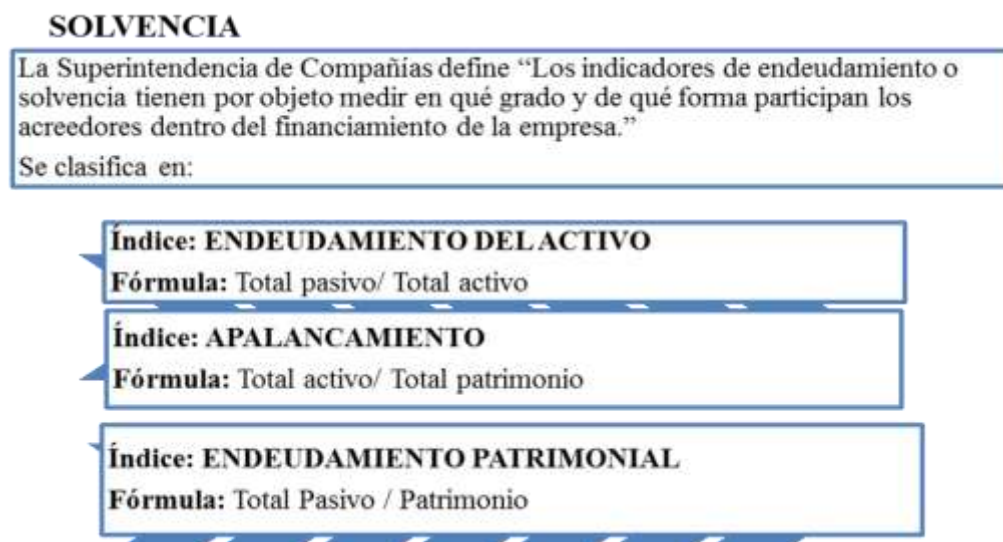 SOLVENCIA
La Superintendencia de Compañías define “Los indicadores de endeudamiento o
solvencia tienen por objeto medir en qué grado y de qué forma participan los
acreedores dentro del financiamiento de la empresa.”
Se clasifica en:
Índice: ENDEUDAMIENTO DEL ACTIVO
Fórmula: Total pasivo/ Total activo
Índice: APALANCAMIENTO
Fórmula: Total activo/ Total patrimonio
Índice: ENDEUDAMIENTO PATRIMONIAL
Fórmula: Total Pasivo / Patrimonio